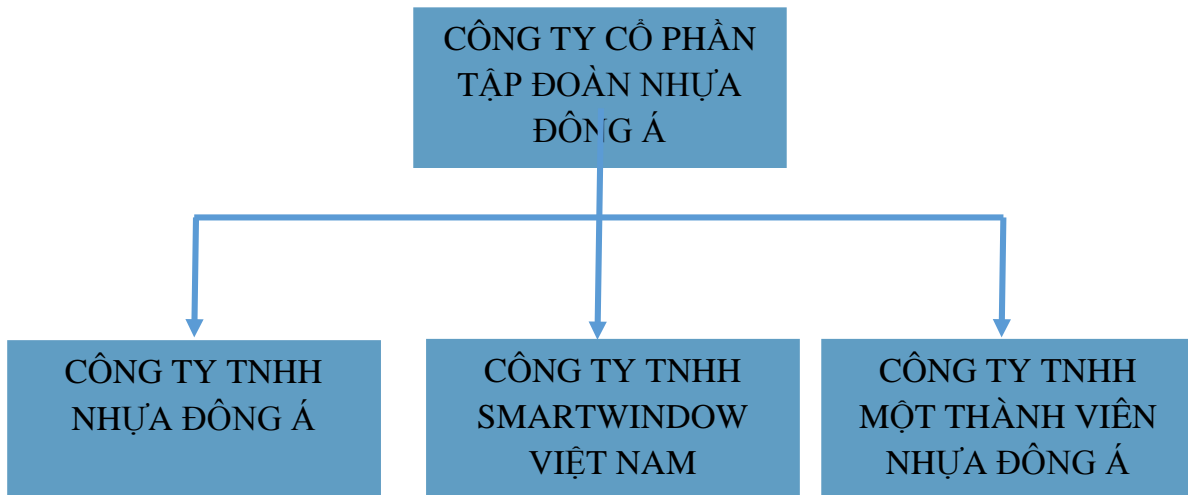 CÔNG TY CỔ PHẦN
TẬP ĐOÀN NHỰA
ĐÔNG Á
CÔNG TY TNHH
NHỰA ĐÔNG Á
CÔNG TY TNHH
SMARTWINDOW
VIỆT NAM
CÔNG TY TNHH
MỘT THÀNH VIÊN
NHỰA ĐÔNG Á